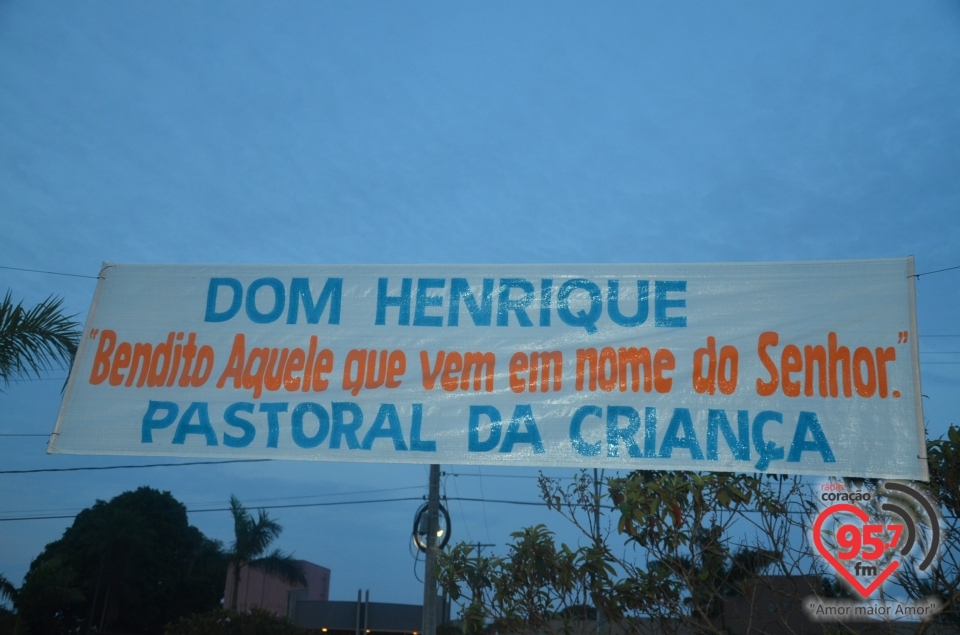 DOM HENRIQUE
"Bendito Aquele que vem em nome do Senhor."
PASTORAL DA CRIANÇA
rádio
coração
95,7
fm
"Amor maior Amor"